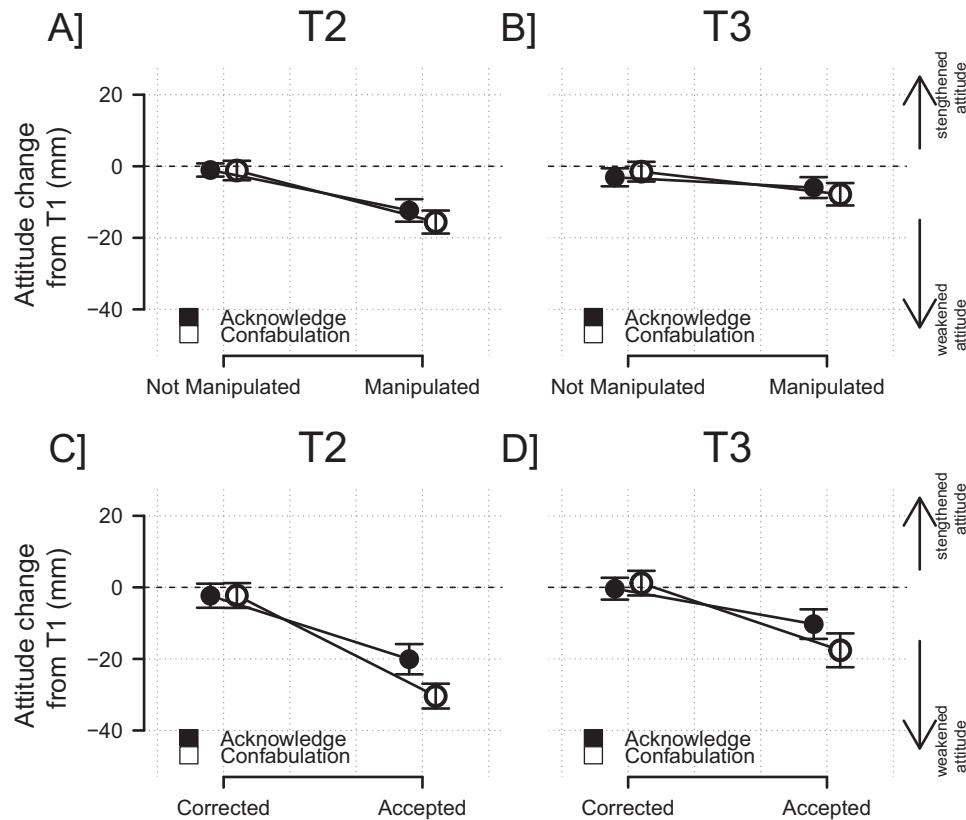 A]
T2
B]
T3
Attitude change
from T1 (mm)
20
0
−20
−40
Acknowledge
Confabulation
Not Manipulated
Manipulated
Acknowledge
Confabulation
Not Manipulated
Manipulated
stengthened
attitude
weakened
attitude
C]
T2
D]
T3
Attitude change
from T1 (mm)
20
0
−20
−40
Acknowledge
Confabulation
Corrected
Accepted
Acknowledge
Confabulation
Corrected
Accepted
stengthened
attitude
weakened
attitude